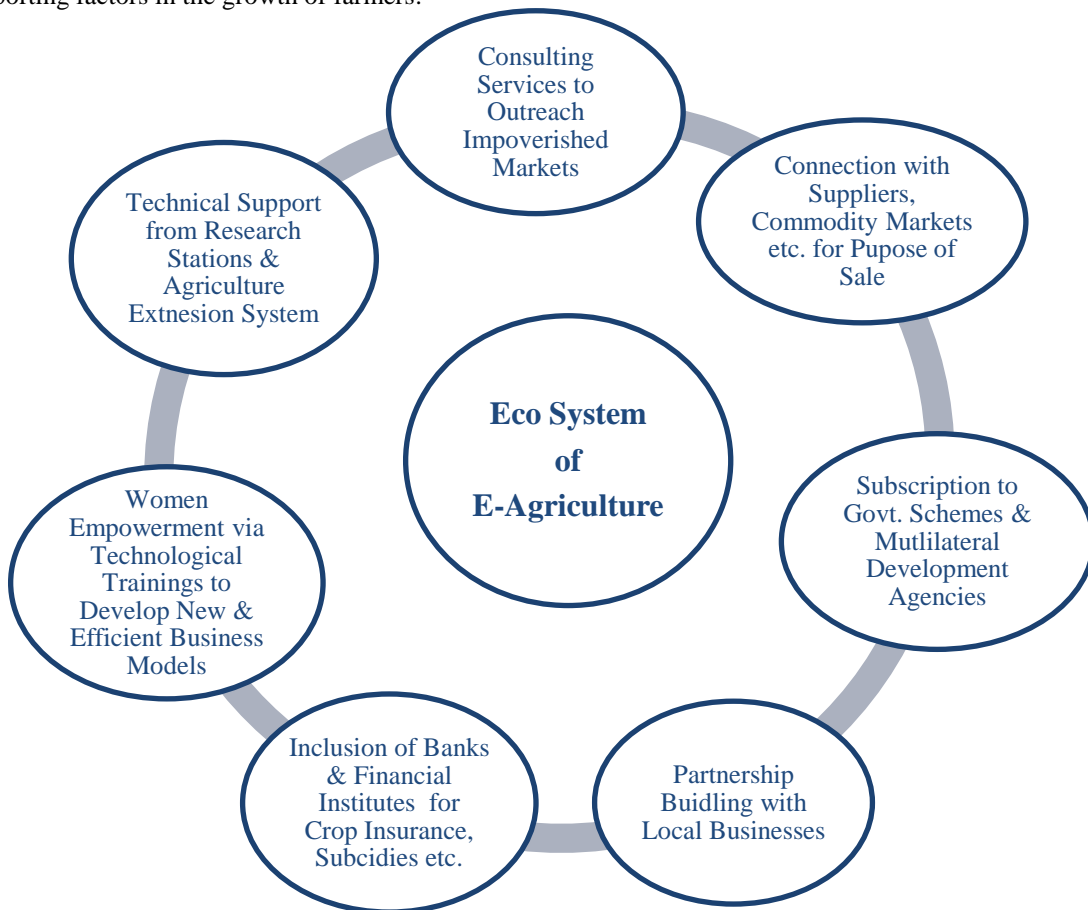 porting factors in the growth of farmers.
Consulting
Services to
Outreach
Impoverished
Markets
Connection with
Suppliers,
Commodity Markets
etc. for Pupose of
Sale
Subscription to
Govt. Schemes &
Mutlilateral
Development
Agencies
Partnership
Buidling with
Local Businesses
Inclusion of Banks
& Financial
Institutes for
Crop Insurance,
Subcidies etc.
Women
Empowerment via
Technological
Trainings to
Develop New &
Efficient Business
Models
Technical Support
from Research
Stations &
Agriculture
Extnesion System
Eco System
of
E-Agriculture